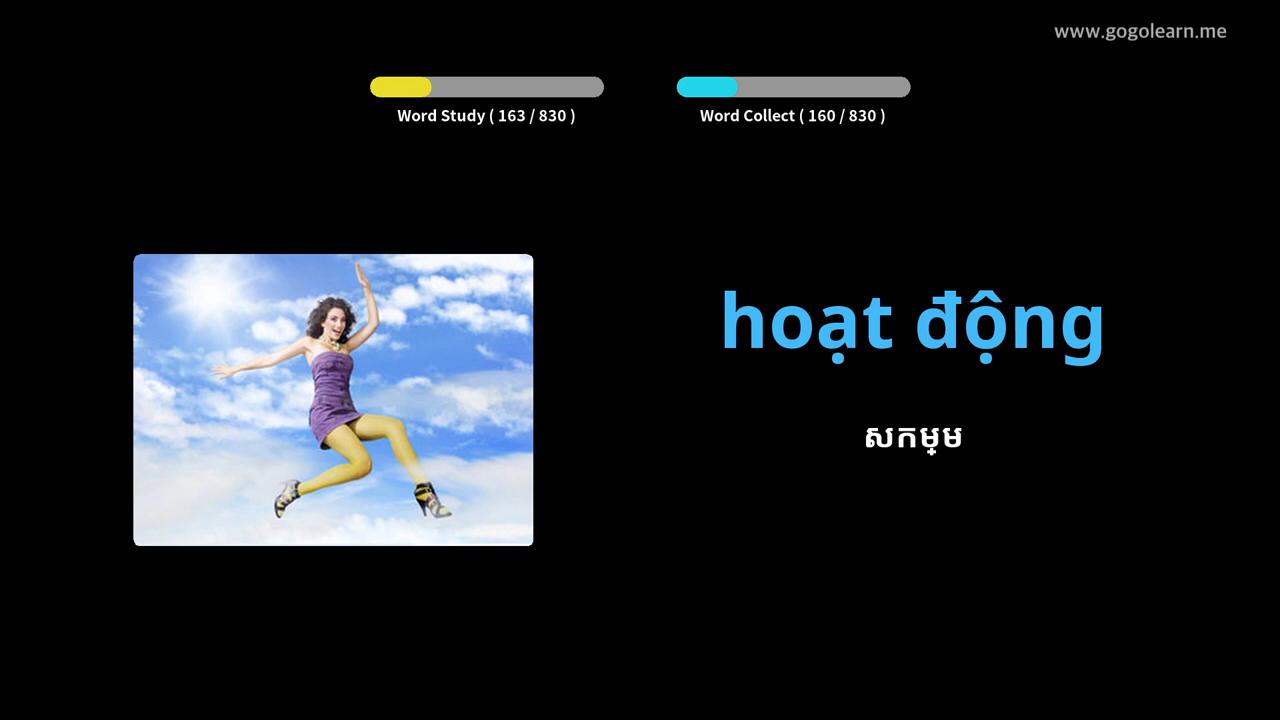 www.gogolearn.me
Word Study ( 163 / 830 )
Word Collect ( 160 / 830 )
hoạt động
សកម្ម